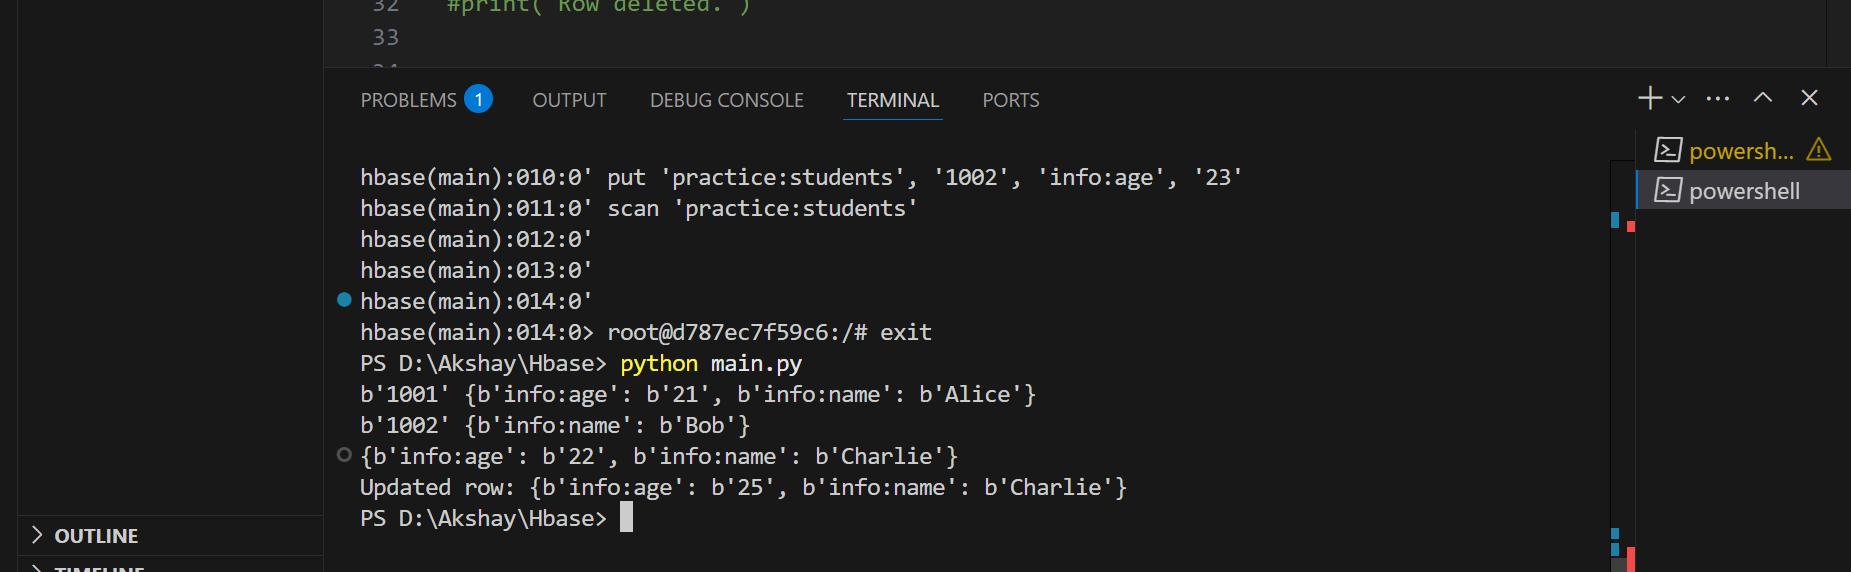 32 #print( Row deleted. )
33
PROBLEMS 1 OUTPUT DEBUG CONSOLE TERMINAL PORTS
powersh...
powershell
hbase(main):010:0' put 'practice:students', '1002', 'info:age', '23'
hbase(main):011:0' scan 'practice:students'
hbase(main):012:0'
hbase(main):013:0'
hbase(main):014:0'
hbase(main):014:0> root@d787ec7f59c6:/# exit
PS D:\Akshay\Hbase> python main.py
b'1001' {b'info:age': b'21', b'info:name': b'Alice'}
b'1002' {b'info:name': b'Bob'}
{b'info:age': b'22', b'info:name': b'Charlie'}
Updated row: {b'info:age': b'25', b'info:name': b'Charlie'}
PS D:\Akshay\Hbase>
OUTLINE
TIMELINE